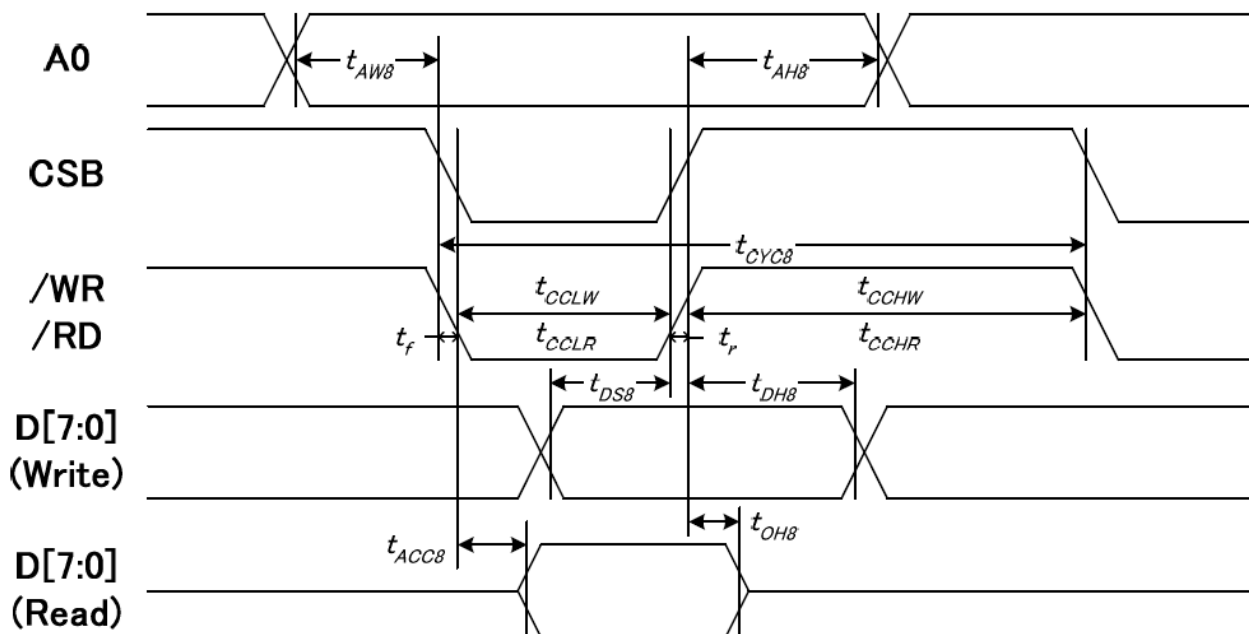 A0
t_AW8
t_AH8
CSB
t_CYC8
/WR
/RD
t_CCLW
t_CCHW
t_f
t_CCLR
t_r
t_CCHR
t_DS8
t_DH8
D[7:0]
(Write)
t_ACC8
t_OH8
D[7:0]
(Read)